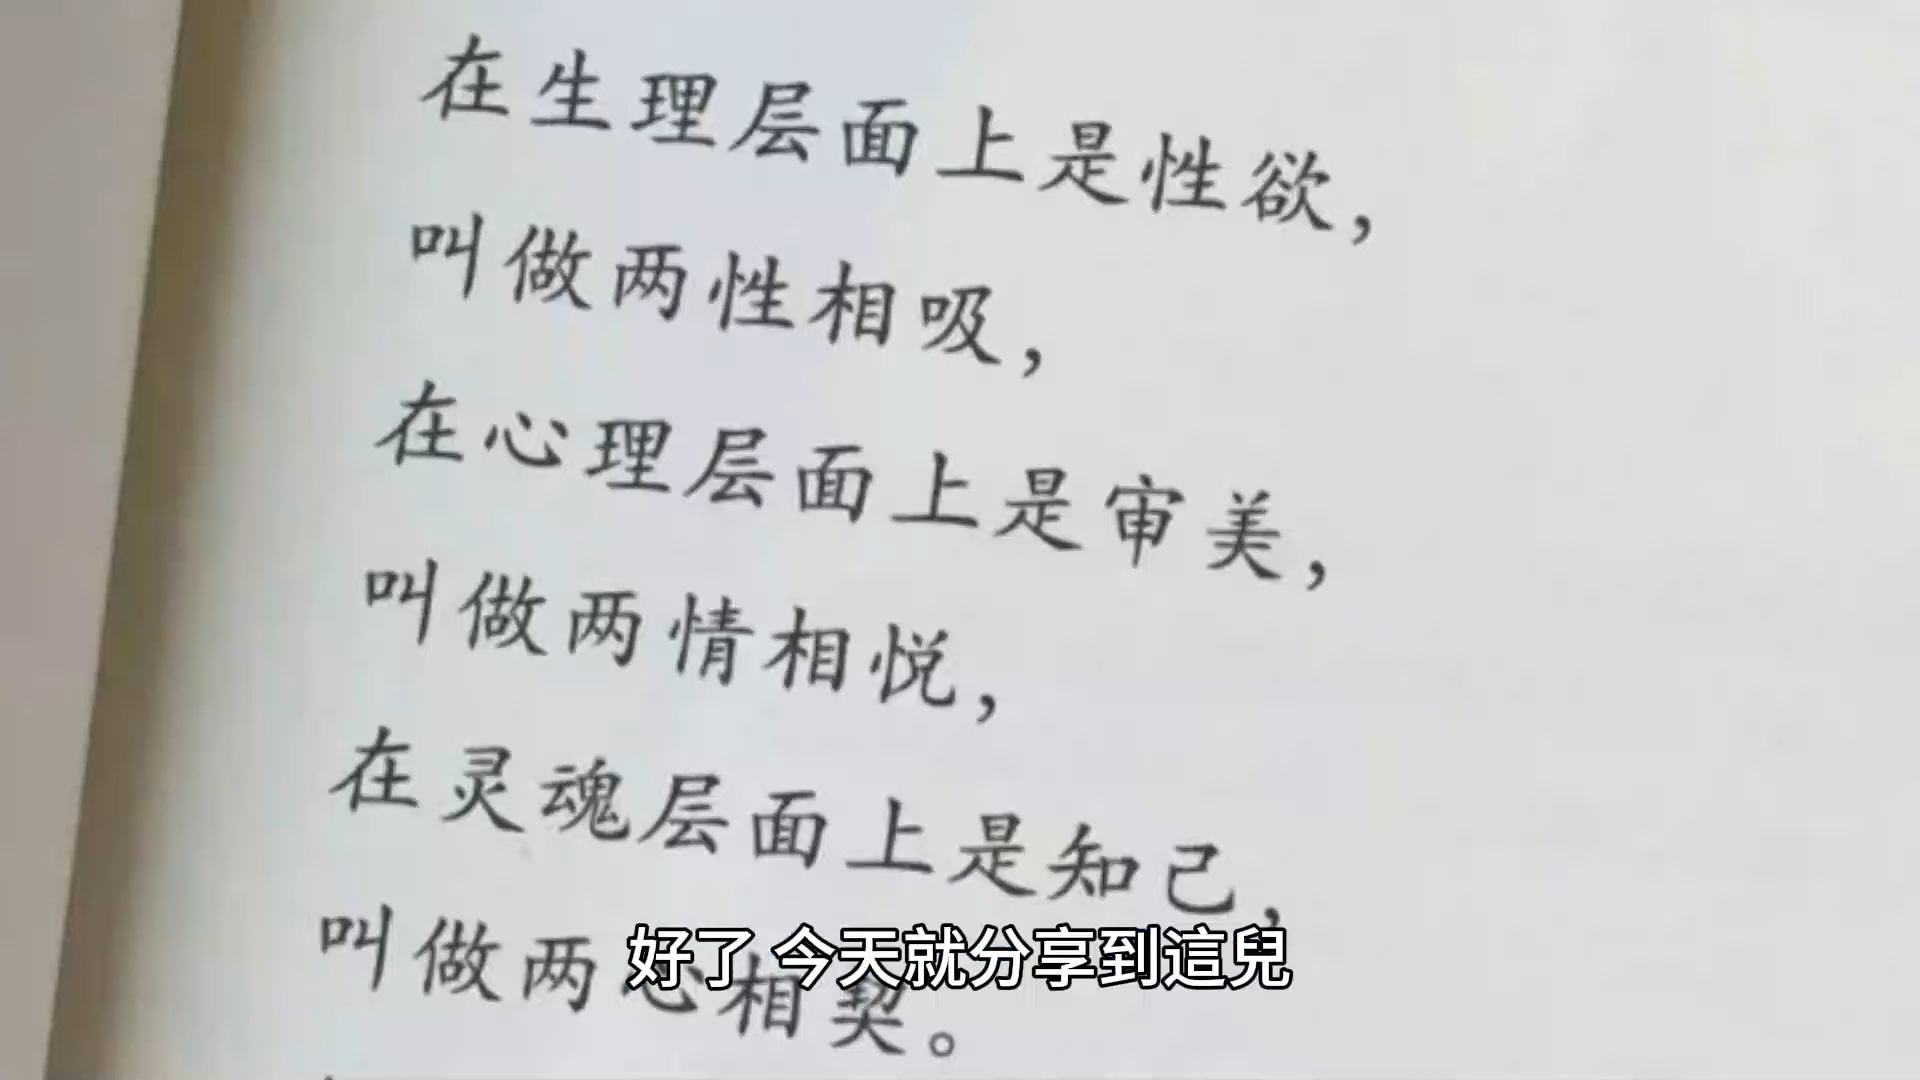 在生理层面上是性欲，
叫做两性相吸，
在心理层面上是审美，
叫做两情相悦，
在灵魂层面上是知己，
叫做两心相契。
好了 今天就分享到這兒